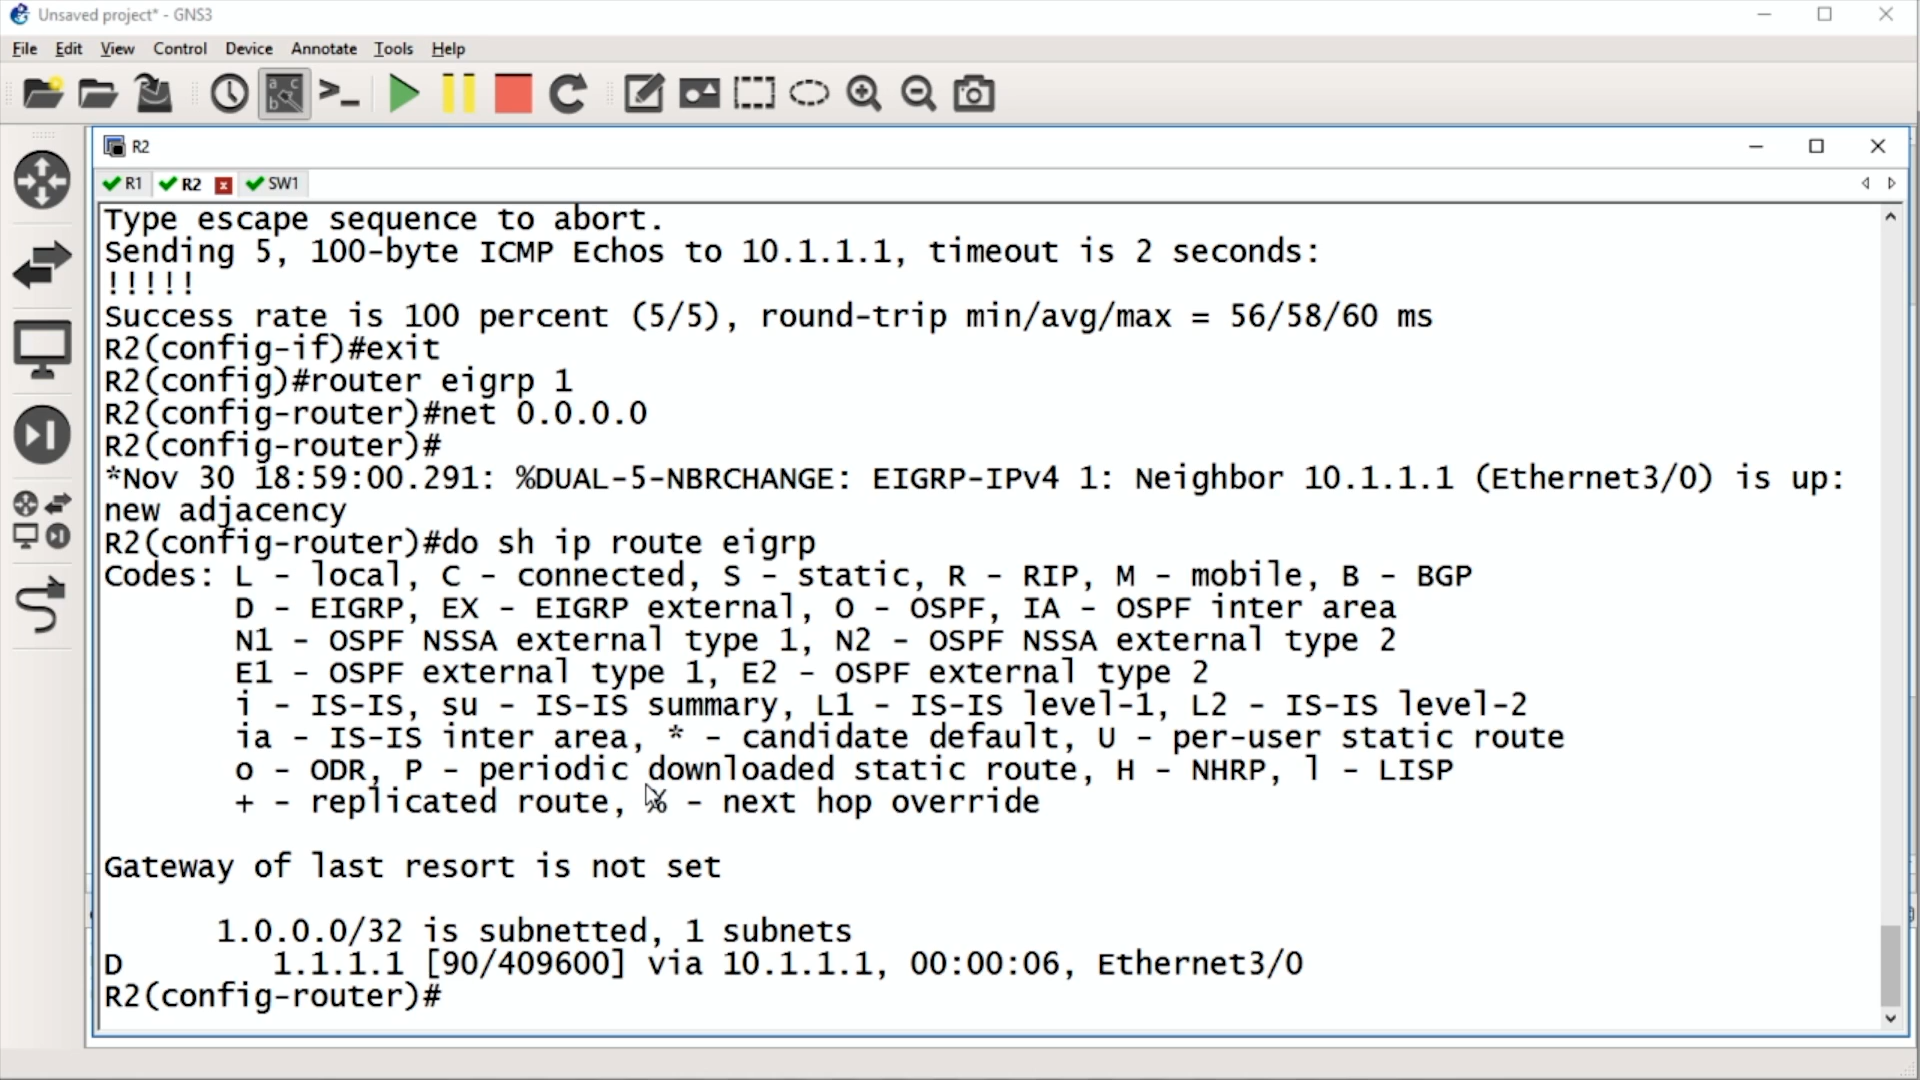 Unsaved project* - GNS3
File Edit View Control Device Annotate Tools Help
R2
R1 R2 x SW1
Type escape sequence to abort.
Sending 5, 100-byte ICMP Echos to 10.1.1.1, timeout is 2 seconds:
!!!!!
Success rate is 100 percent (5/5), round-trip min/avg/max = 56/58/60 ms
R2(config-if)#exit
R2(config)#router eigrp 1
R2(config-router)#net 0.0.0.0
R2(config-router)#
*Nov 30 18:59:00.291: %DUAL-5-NBRCHANGE: EIGRP-IPv4 1: Neighbor 10.1.1.1 (Ethernet3/0) is up:
new adjacency
R2(config-router)#do sh ip route eigrp
Codes: L - local, C - connected, S - static, R - RIP, M - mobile, B - BGP
D - EIGRP, EX - EIGRP external, O - OSPF, IA - OSPF inter area
N1 - OSPF NSSA external type 1, N2 - OSPF NSSA external type 2
E1 - OSPF external type 1, E2 - OSPF external type 2
i - IS-IS, su - IS-IS summary, L1 - IS-IS level-1, L2 - IS-IS level-2
ia - IS-IS inter area, * - candidate default, U - per-user static route
o - ODR, P - periodic downloaded static route, H - NHRP, l - LISP
+ - replicated route, % - next hop override
Gateway of last resort is not set
1.0.0.0/32 is subnetted, 1 subnets
D 1.1.1.1 [90/409600] via 10.1.1.1, 00:00:06, Ethernet3/0
R2(config-router)#